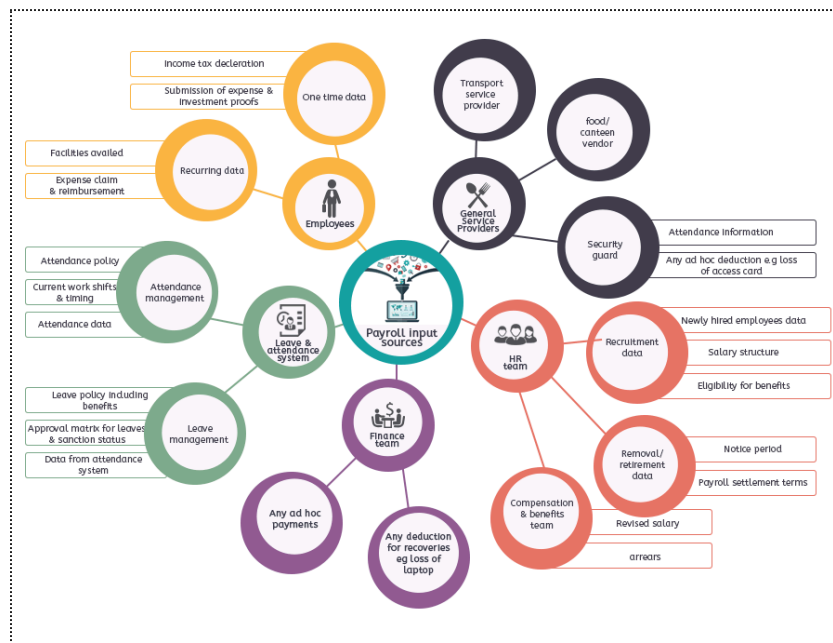 Income tax decleration
Submission of expense &
investment proofs
One time data
Facilities availed
Expense claim
& reimbursement
Recurring data
Employees
Transport
service
provider
food/
canteen
vendor
General
Service
Providers
Security
guard
Attendance information
Any ad hoc deduction e.g loss
of access card
Payroll input
sources
Attendance policy
Current work shifts
& timing
Attendance data
Attendance
management
Leave &
attendance
system
Leave policy including
benefits
Approval matrix for leaves
& sanction status
Data from attendance
system
Leave
management
Finance
team
Any ad hoc
payments
Any deduction
for recoveries
eg loss of
laptop
HR
team
Recruitment
data
Newly hired employees data
Salary structure
Eligibility for benefits
Removal/
retirement
data
Notice period
Payroll settlement terms
Compensation
& benefits
team
Revised salary
arrears